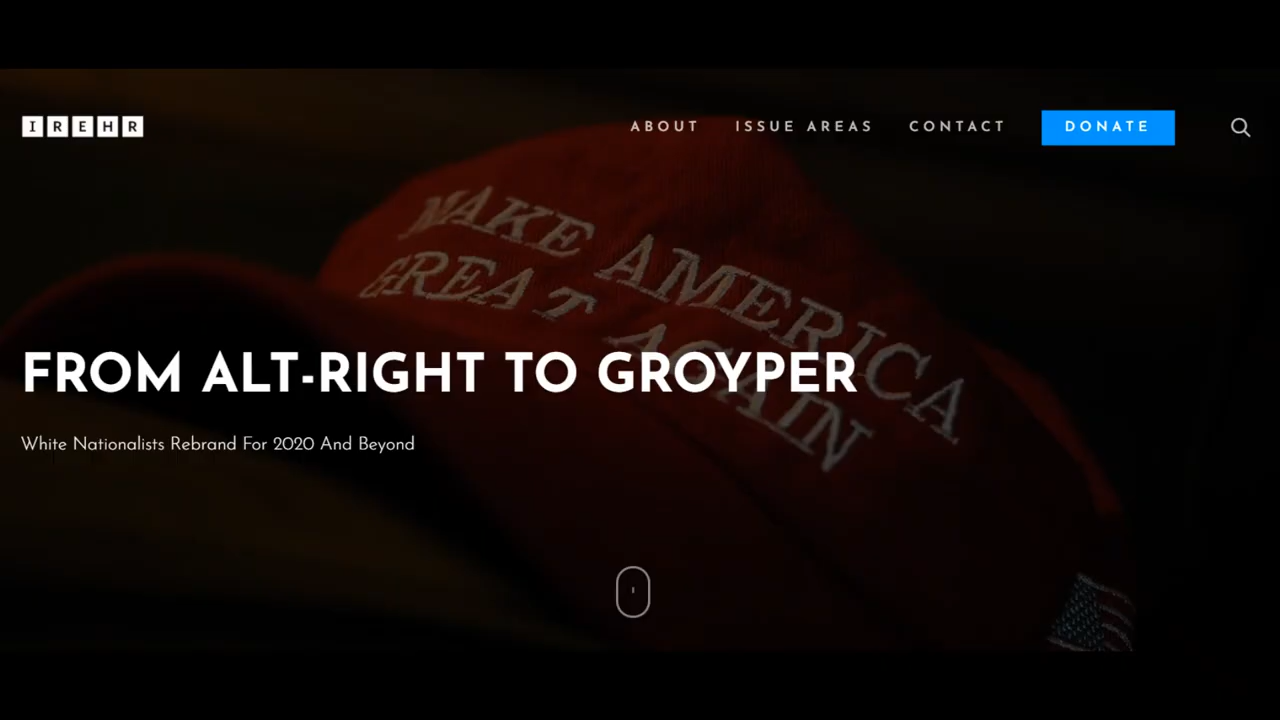 IREHR
ABOUT ISSUE AREAS CONTACT DONATE
MAKE AMERICA
GREAT AGAIN
FROM ALT-RIGHT TO GROYPER
White Nationalists Rebrand For 2020 And Beyond